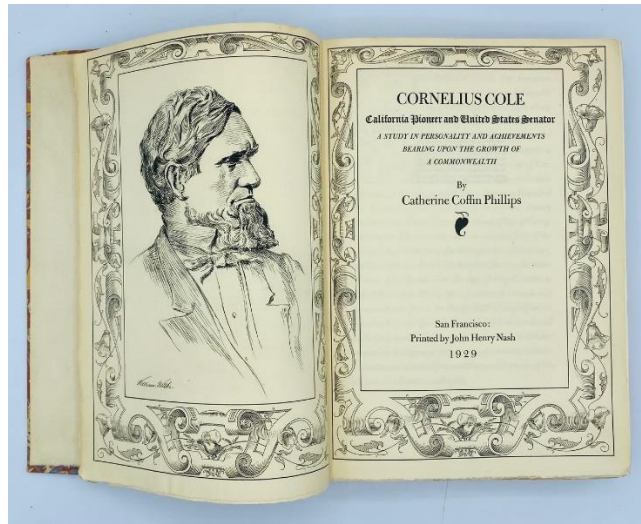 CORNELIUS COLE
California Pioneer and United States Senator
A STUDY IN PERSONALITY AND ACHIEVEMENTS
BEARING UPON THE GROWTH OF
A COMMONWEALTH
By
Catherine Coffin Phillips
San Francisco:
Printed by John Henry Nash
1929